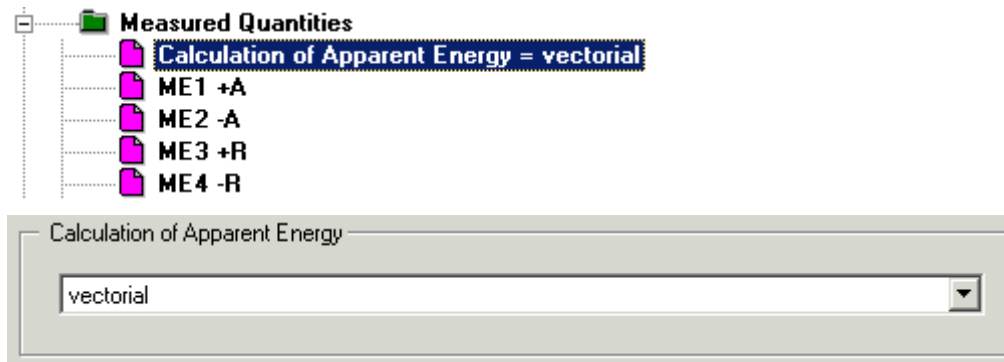 Measured Quantities
Calculation of Apparent Energy = vectorial
ME1 +A
ME2 -A
ME3 +R
ME4 -R
Calculation of Apparent Energy
vectorial